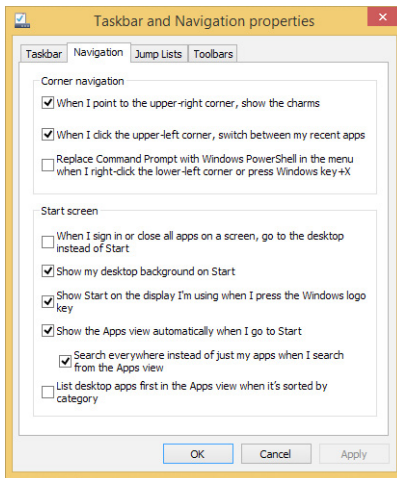 Taskbar and Navigation properties
Taskbar Navigation Jump Lists Toolbars
Corner navigation
When I point to the upper-right corner, show the charms
When I click the upper-left corner, switch between my recent apps
Replace Command Prompt with Windows PowerShell in the menu
when I right-click the lower-left corner or press Windows key+X
Start screen
When I sign in or close all apps on a screen, go to the desktop
instead of Start
Show my desktop background on Start
Show Start on the display I'm using when I press the Windows logo
key
Show the Apps view automatically when I go to Start
Search everywhere instead of just my apps when I search
from the Apps view
List desktop apps first in the Apps view when it's sorted by
category
OK Cancel Apply